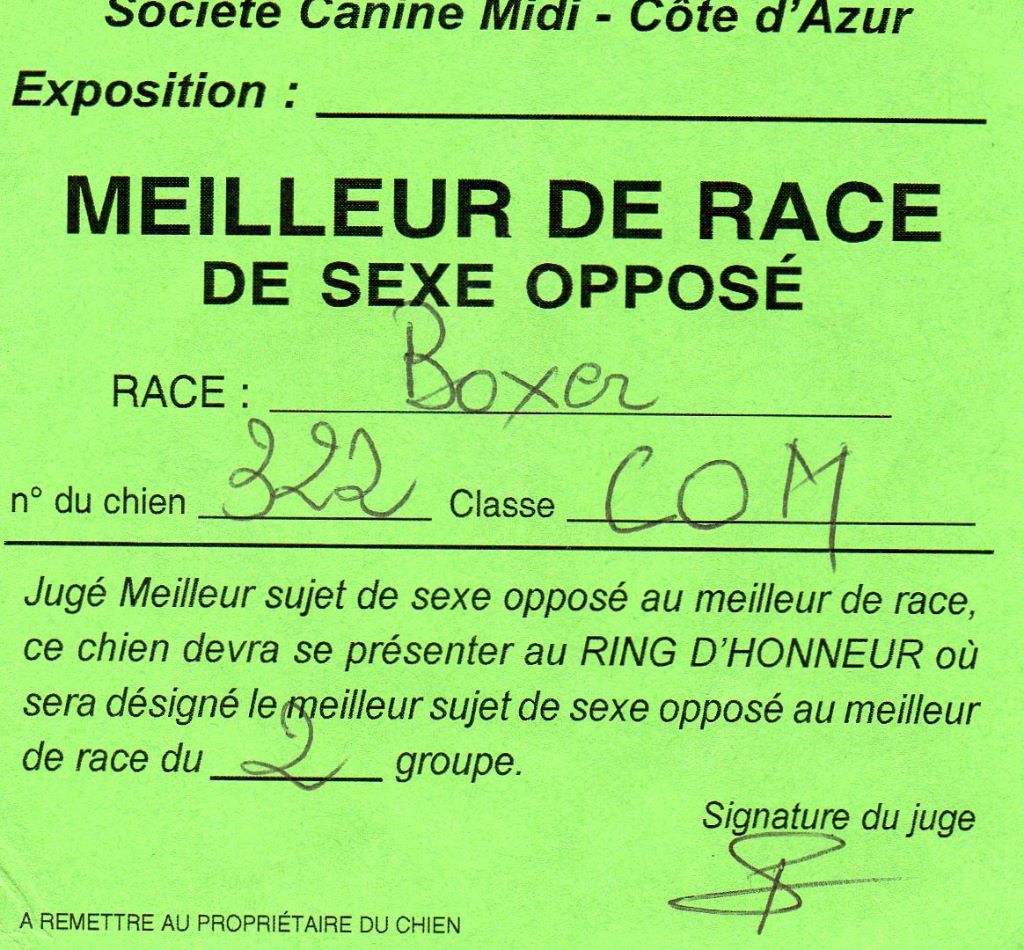 Société Canine Midi - Côte d'Azur
Exposition :
MEILLEUR DE RACE
DE SEXE OPPOSÉ
RACE : Boxer
n° du chien 322 Classe COM
Jugé Meilleur sujet de sexe opposé au meilleur de race,
ce chien devra se présenter au RING D'HONNEUR où
sera désigné le meilleur sujet de sexe opposé au meilleur
de race du 2 groupe.
Signature du juge
A REMETTRE AU PROPRIÉTAIRE DU CHIEN